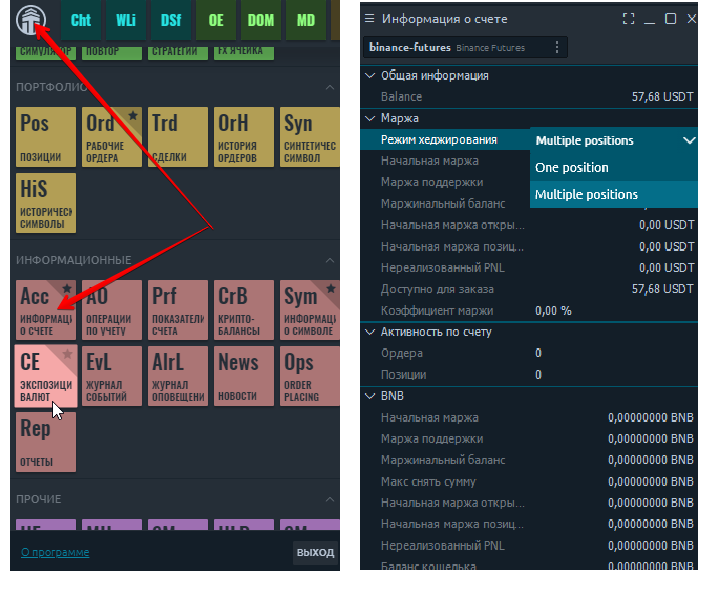 Cht WLi DSf OE DOM MD
СИМУЛЯТОР ПОВТОР СТРАТЕГИИ FX ЯЧЕЙКА
ПОРТФОЛИО
Pos Ord Trd OrH Syn
ПОЗИЦИИ РАБОЧИЕ ОРДЕРА СДЕЛКИ ИСТОРИЯ ОРДЕРОВ СИНТЕТИЧЕС СИМВОЛ
HiS
ИСТОРИЧЕСК
СИМВОЛЫ
ИНФОРМАЦИОННЫЕ
Acc AO Prf CrB Sym
ИНФОРМАЦИ О СЧЕТЕ ОПЕРАЦИИ ПО УЧЕТУ ПОКАЗАТЕЛИ СЧЕТА КРИПТО-БАЛАНСЫ ИНФОРМАЦИ О СИМВОЛЕ
CE EvL AlrL News Ops
ЭКСПОЗИЦИ ВАЛЮТ ЖУРНАЛ СОБЫТИЙ ЖУРНАЛ ОПОВЕЩЕНИ НОВОСТИ ORDER PLACING
Rep
ОТЧЕТЫ
ПРОЧИЕ
О программе
ВЫХОД
Информация о счете
binance-futures Binance Futures
Общая информация
Balance 57,68 USDT
Маржа
Режим хеджирования Multiple positions
Начальная маржа
One position
Маржа поддержки
Multiple positions
Маржинальный баланс
Начальная маржа откры... 0,00 USDT
Начальная маржа позиц... 0,00 USDT
Нереализованный PNL 0,00 USDT
Доступно для заказа 57,68 USDT
Коэффициент маржи 0,00 %
Активность по счету
Ордера 0
Позиции 0
BNB
Начальная маржа 0,00000000 BNB
Маржа поддержки 0,00000000 BNB
Маржинальный баланс 0,00000000 BNB
Макс снять сумму 0,00000000 BNB
Начальная маржа откры... 0,00000000 BNB
Начальная маржа позиц... 0,00000000 BNB
Нереализованный PNL 0,00000000 BNB
Баланс кошелька 0,00000000 BNB